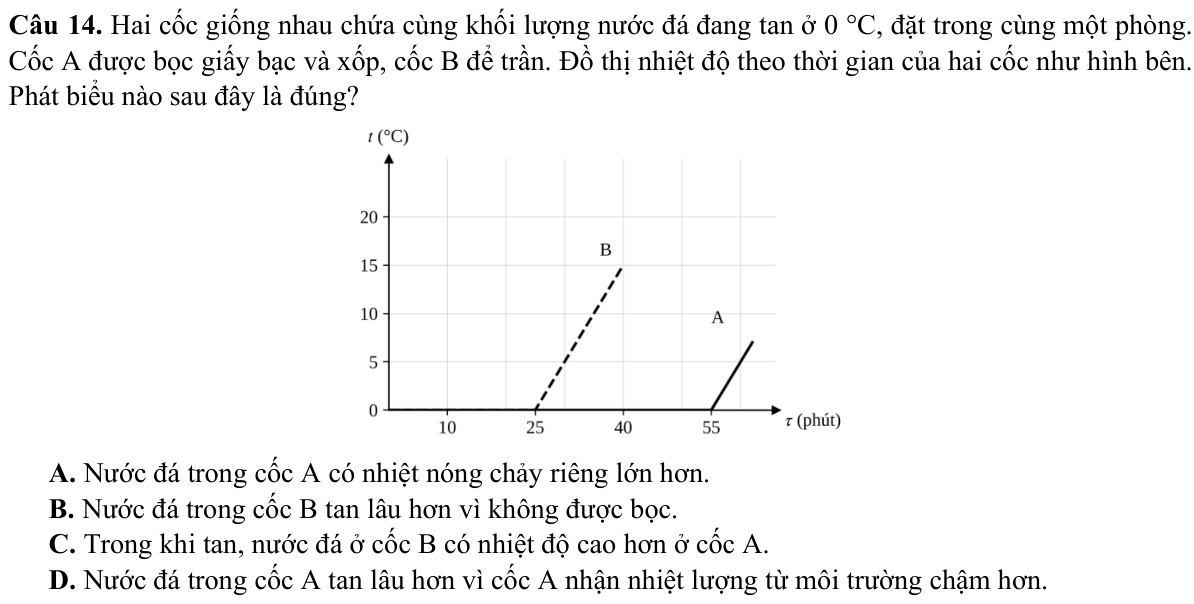 Câu 14. Hai cốc giống nhau chứa cùng khối lượng nước đá đang tan ở 0 °C, đặt trong cùng một phòng.
Cốc A được bọc giấy bạc và xốp, cốc B để trần. Đồ thị nhiệt độ theo thời gian của hai cốc như hình bên.
Phát biểu nào sau đây là đúng?
t (°C)
20
B
15
10
A
5
0
τ (phút)
10 25 40 55
A. Nước đá trong cốc A có nhiệt nóng chảy riêng lớn hơn.
B. Nước đá trong cốc B tan lâu hơn vì không được bọc.
C. Trong khi tan, nước đá ở cốc B có nhiệt độ cao hơn ở cốc A.
D. Nước đá trong cốc A tan lâu hơn vì cốc A nhận nhiệt lượng từ môi trường chậm hơn.